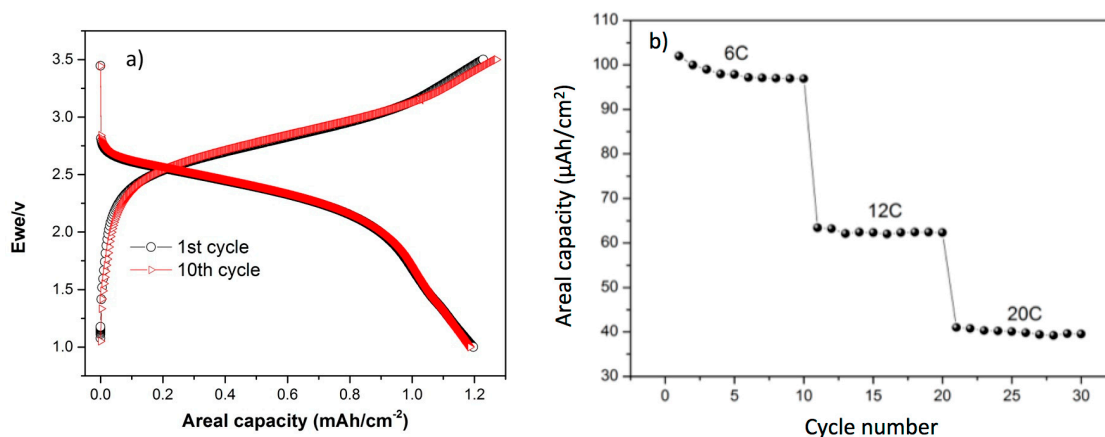 a)
3.5
3.0
2.5
2.0
1.5
1.0
Ewe/v
1st cycle
10th cycle
0.0 0.2 0.4 0.6 0.8 1.0 1.2
Areal capacity (mAh/cm⁻²)
b)
110
100
90
80
70
60
50
40
30
Areal capacity (µAh/cm²)
6C
12C
20C
0 5 10 15 20 25 30
Cycle number